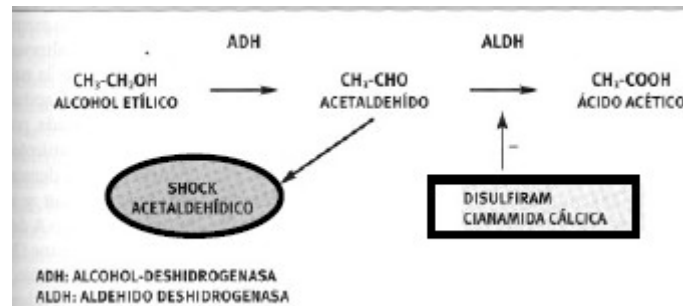 ADH
ALDH
CH₃-CH₂OH
ALCOHOL ETÍLICO
CH₃-CHO
ACETALDEHÍDO
CH₃-COOH
ÁCIDO ACÉTICO
–
SHOCK
ACETALDEHÍDICO
DISULFIRAM
CIANAMIDA CÁLCICA
ADH: ALCOHOL-DESHIDROGENASA
ALDH: ALDEHIDO DESHIDROGENASA